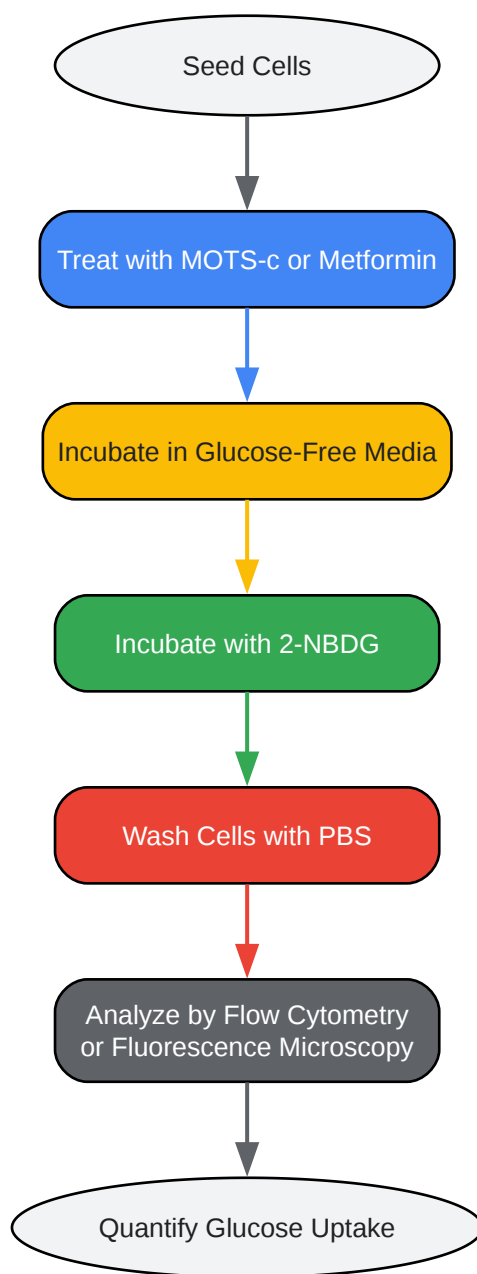 Seed Cells
Treat with MOTS-c or Metformin
Incubate in Glucose-Free Media
Incubate with 2-NBDG
Wash Cells with PBS
Analyze by Flow Cytometry
or Fluorescence Microscopy
Quantify Glucose Uptake